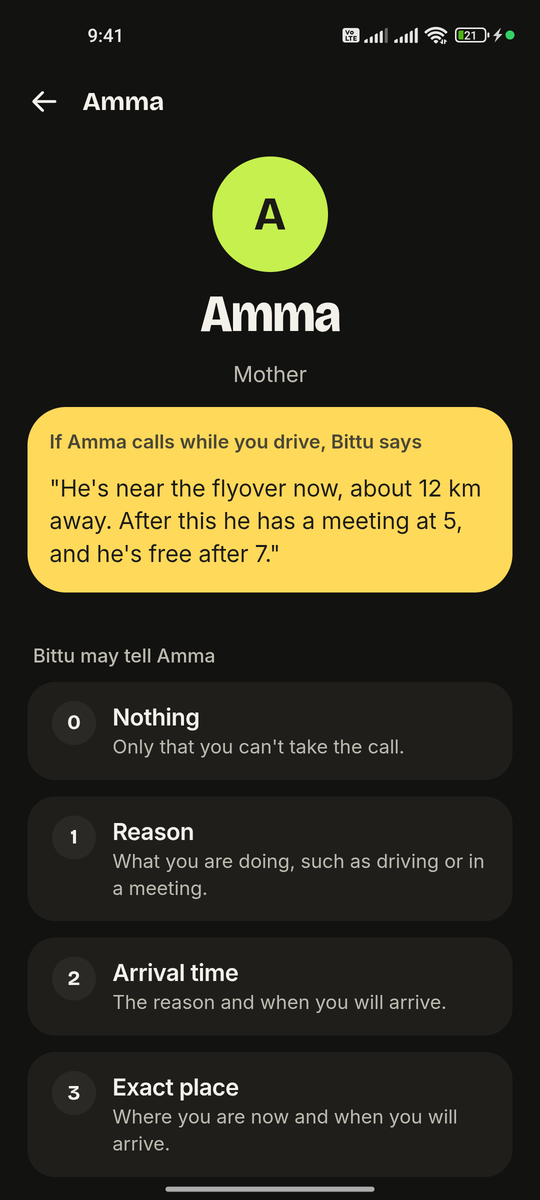 9:41
Vo
LTE
21
Amma
A
Amma
Mother
If Amma calls while you drive, Bittu says
"He's near the flyover now, about 12 km
away. After this he has a meeting at 5,
and he's free after 7."
Bittu may tell Amma
0
Nothing
Only that you can't take the call.
1
Reason
What you are doing, such as driving or in
a meeting.
2
Arrival time
The reason and when you will arrive.
3
Exact place
Where you are now and when you will
arrive.